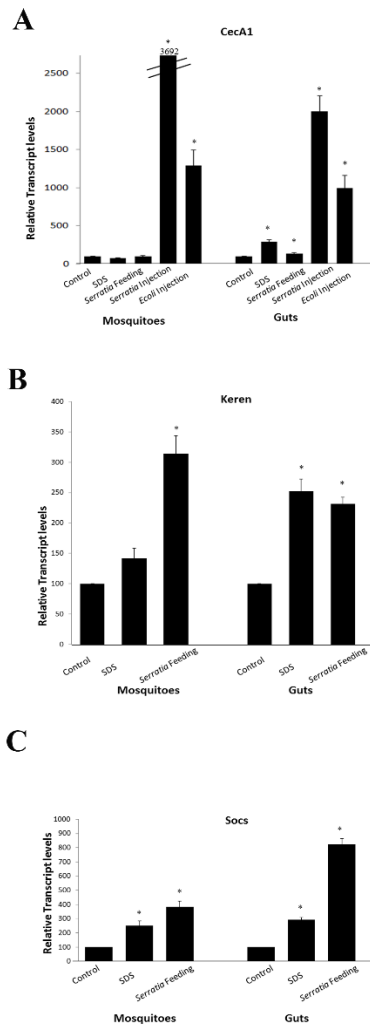 A
CecA1
*
3692
Relative Transcript levels
2500
2000
1500
1000
500
0
*
*
*
*
*
Control
SDS
Serratia Feeding
Serratia Injection
Ecoli Injection
Control
SDS
Serratia Feeding
Serratia Injection
Ecoli Injection
Mosquitoes
Guts
B
Keren
Relative Transcript levels
400
350
300
250
200
150
100
50
0
*
*
*
Control
SDS
Serratia Feeding
Control
SDS
Serratia Feeding
Mosquitoes
Guts
C
Socs
Relative Transcript levels
1000
900
800
700
600
500
400
300
200
100
0
*
*
*
*
Control
SDS
Serratia Feeding
Control
SDS
Serratia Feeding
Mosquitoes
Guts